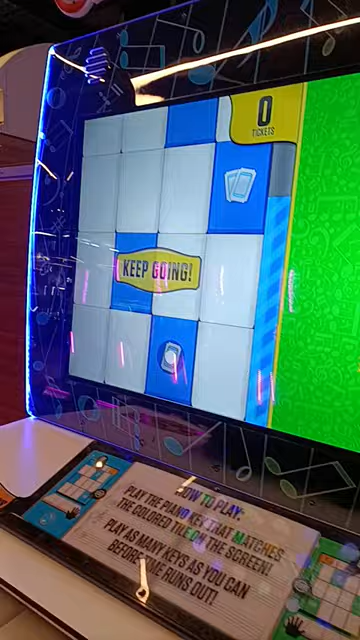 0
TICKETS
KEEP GOING!
HOW TO PLAY:
PLAY THE PIANO KEY THAT MATCHES
THE COLORED TILE ON THE SCREEN!
PLAY AS MANY KEYS AS YOU CAN
BEFORE TIME RUNS OUT!